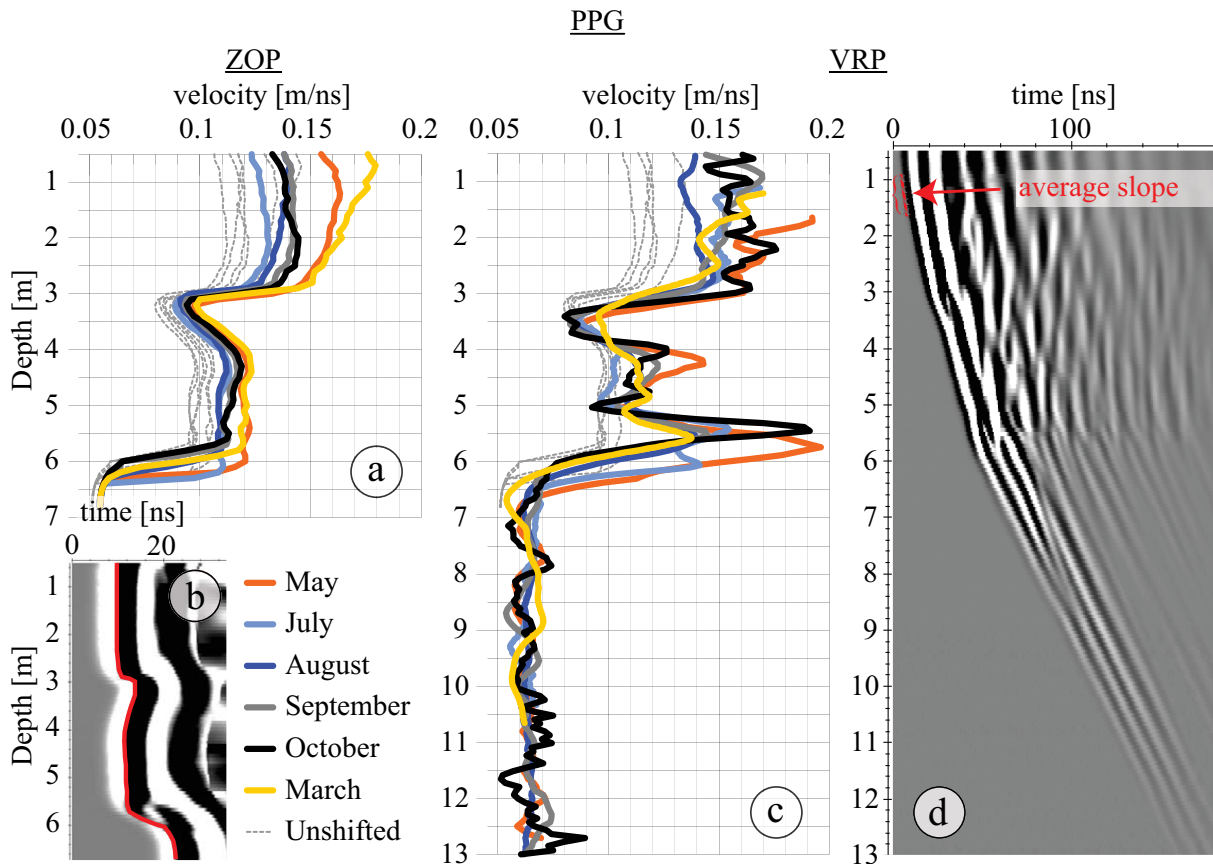 PPG
ZOP
VRP
velocity [m/ns]
velocity [m/ns]
time [ns]
0.05 0.1 0.15 0.2
0.05 0.1 0.15 0.2
0 100
Depth [m]
1
2
3
4
5
6
7
a
time [ns]
0 20
Depth [m]
1
2
3
4
5
6
b
May
July
August
September
October
March
Unshifted
1
2
3
4
5
6
7
8
9
10
11
12
13
c
average slope
1
2
3
4
5
6
7
8
9
10
11
12
13
d